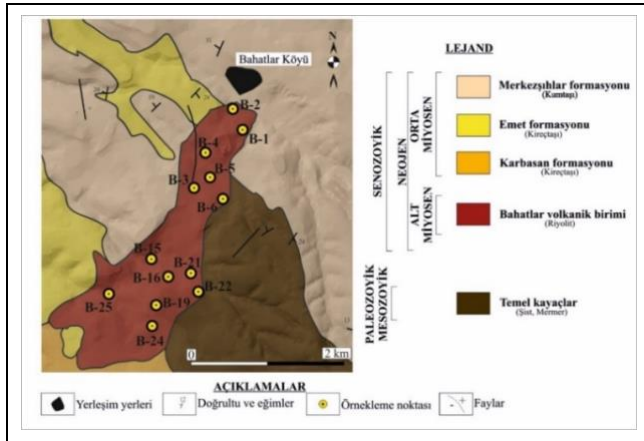 Bahatlar Köyü
N
B-2
B-1
B-4
B-5
B-3
B-6
B-15
B-21
B-16
B-22
B-25
B-19
B-24
0
2 km
LEJAND
SENOZOYİK
NEOJEN
ORTA
MİYOSEN
ALT
MİYOSEN
PALEOZOYİK
MESOZOYİK
Merkezşıhlar formasyonu
(Kumtaşı)
Emet formasyonu
(Kireçtaşı)
Karbasan formasyonu
(Kireçtaşı)
Bahatlar volkanik birimi
(Riyolit)
Temel kayaçlar
(Şist, Mermer)
AÇIKLAMALAR
Yerleşim yerleri
Doğrultu ve eğimler
Örnekleme noktası
Faylar